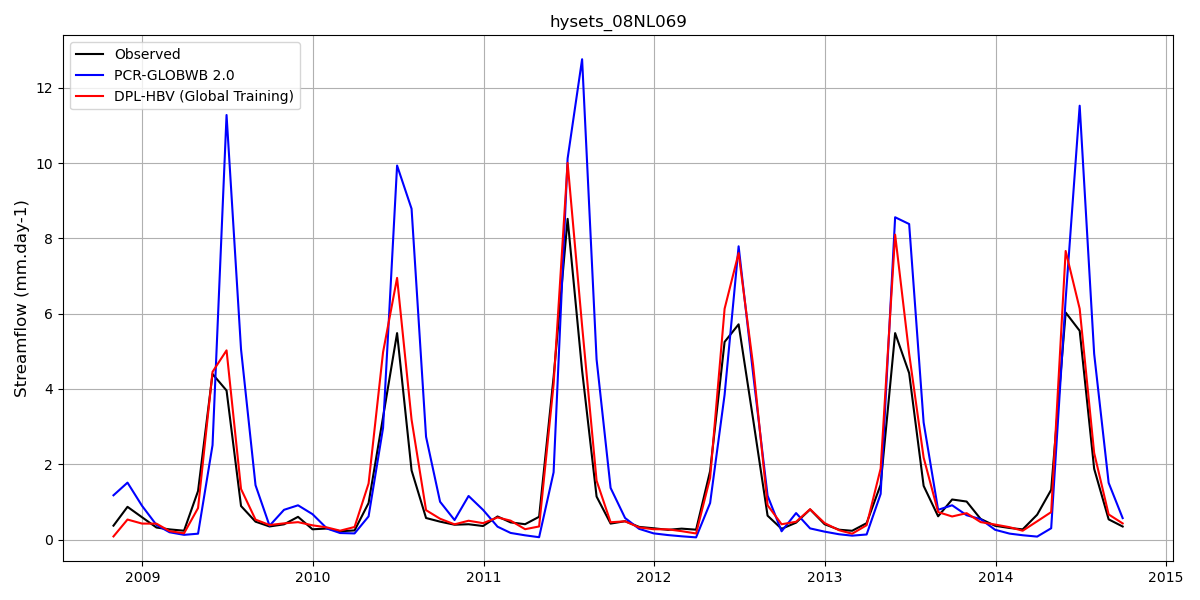 hysets_08NL069
Observed
PCR-GLOBWB 2.0
DPL-HBV (Global Training)
Streamflow (mm.day-1)
12
10
8
6
4
2
0
2009 2010 2011 2012 2013 2014 2015